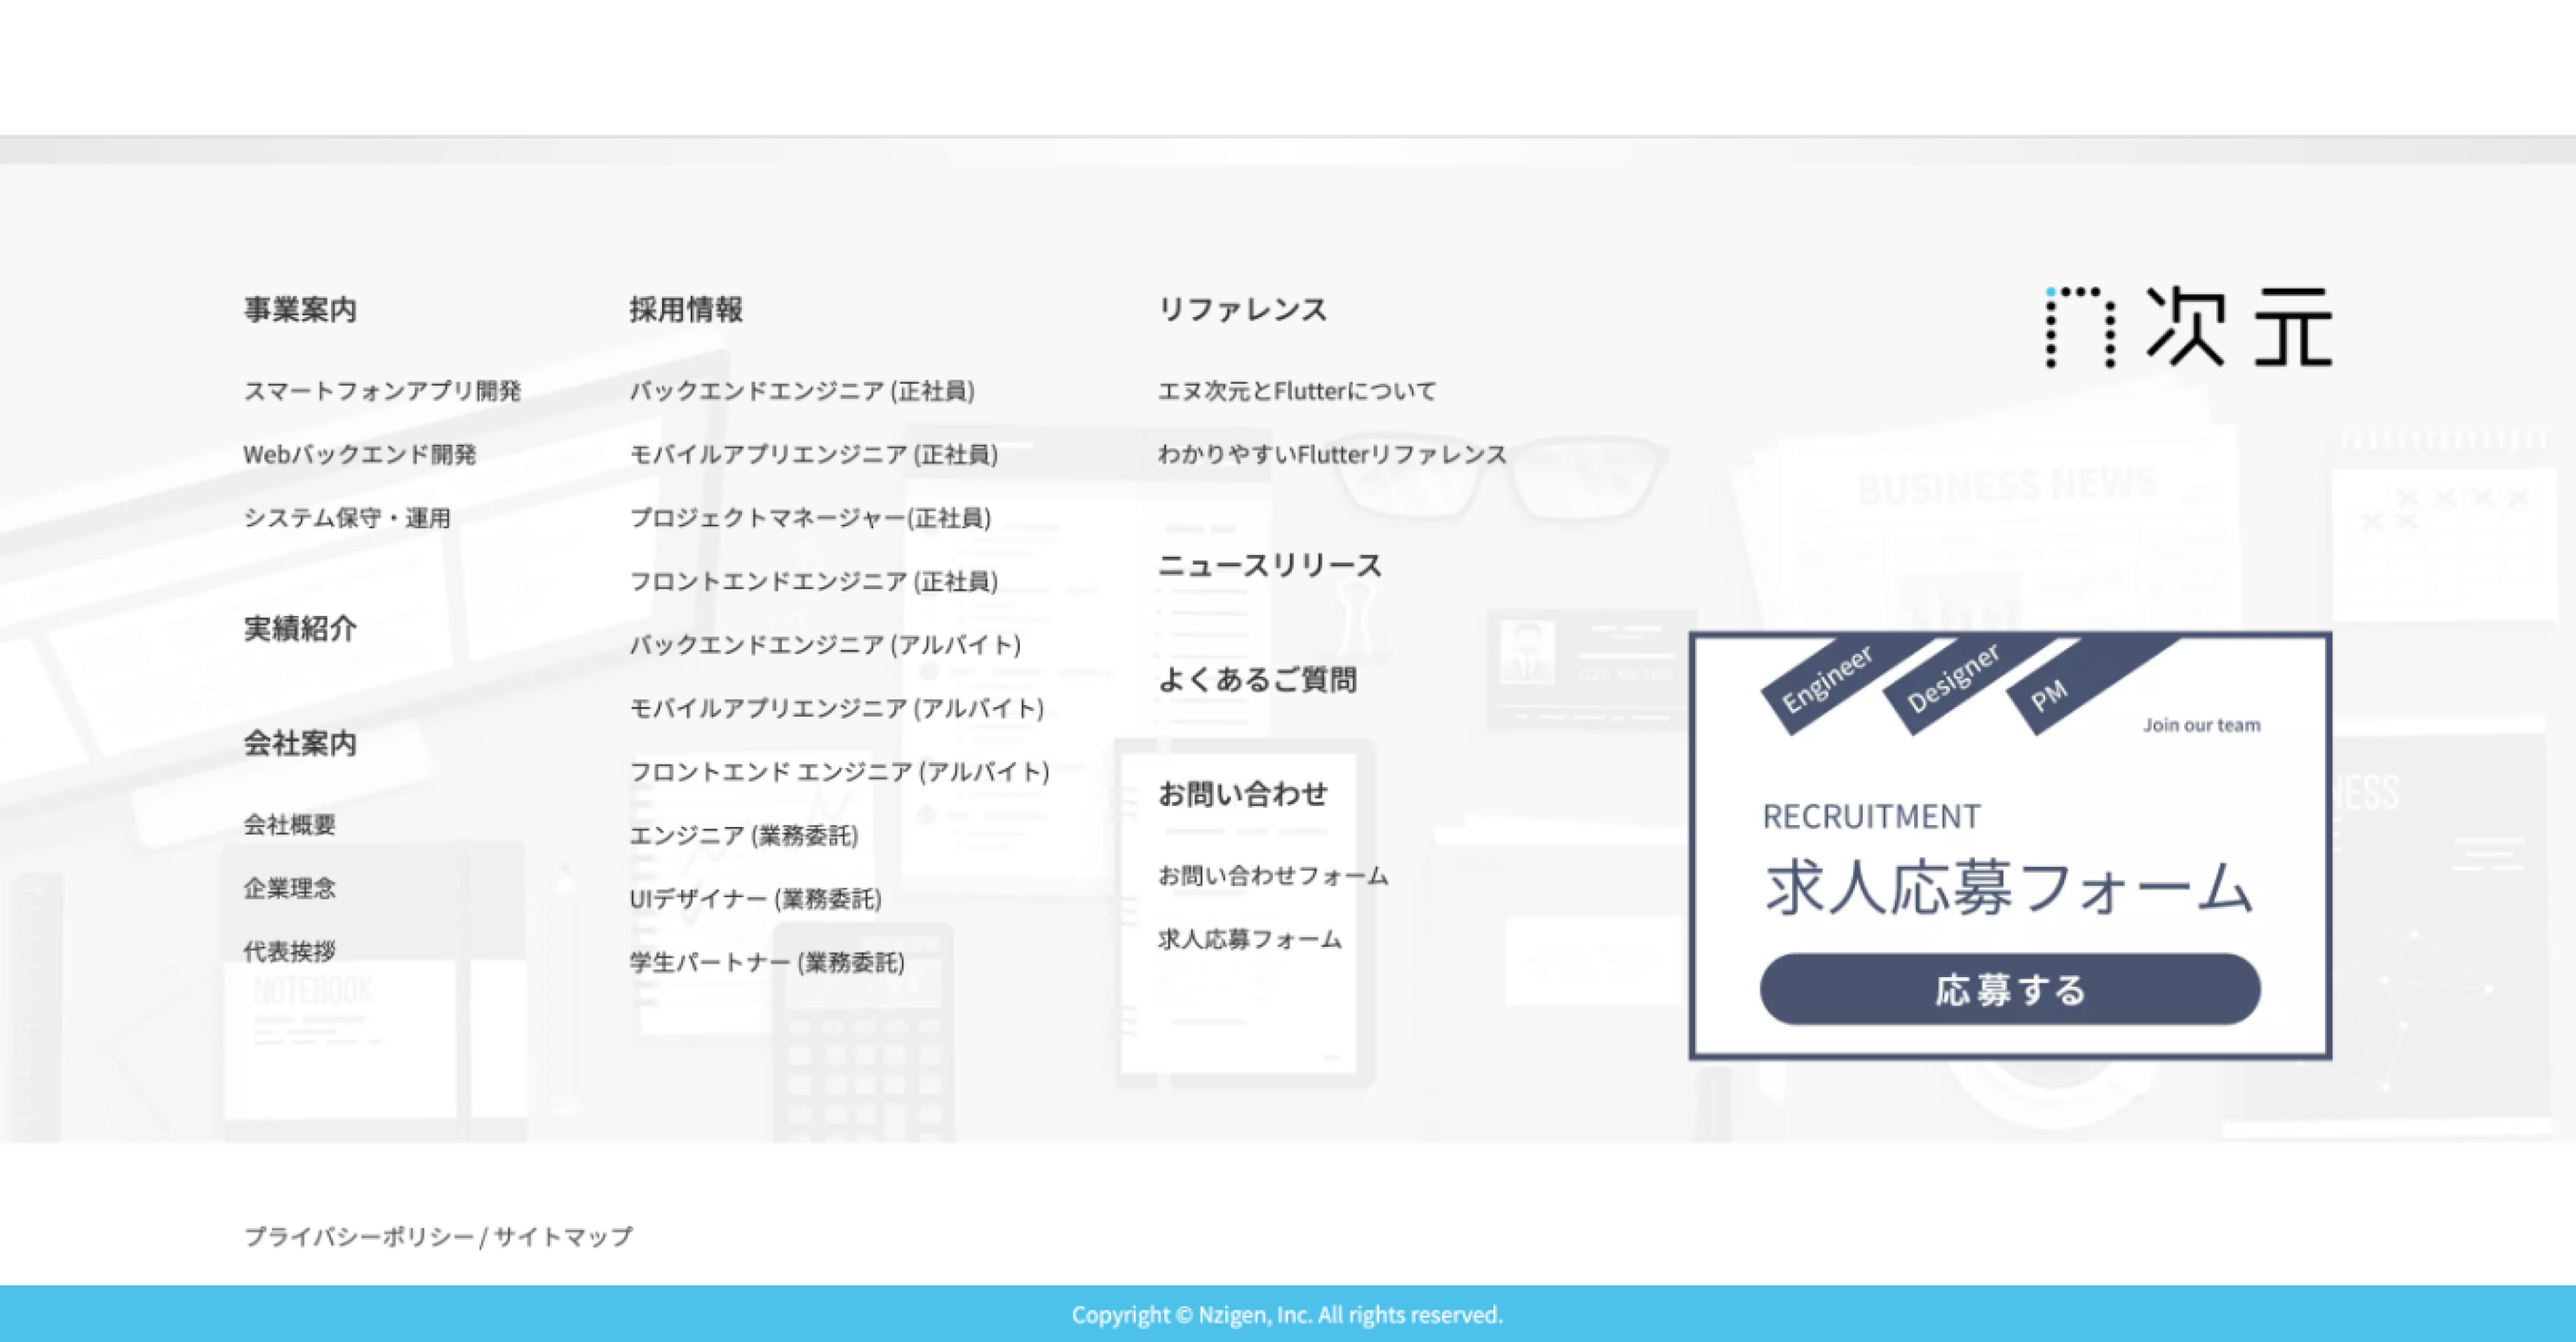 事業案内
スマートフォンアプリ開発
Webバックエンド開発
システム保守・運用
実績紹介
会社案内
会社概要
企業理念
代表挨拶
採用情報
バックエンドエンジニア (正社員)
モバイルアプリエンジニア (正社員)
プロジェクトマネージャー(正社員)
フロントエンドエンジニア (正社員)
バックエンドエンジニア (アルバイト)
モバイルアプリエンジニア (アルバイト)
フロントエンド エンジニア (アルバイト)
エンジニア (業務委託)
UIデザイナー (業務委託)
学生パートナー (業務委託)
リファレンス
エヌ次元とFlutterについて
わかりやすいFlutterリファレンス
ニュースリリース
よくあるご質問
お問い合わせ
お問い合わせフォーム
求人応募フォーム
n次元
BUSINESS NEWS
Engineer
Designer
PM
Join our team
RECRUITMENT
求人応募フォーム
応募する
NOTEBOOK
プライバシーポリシー / サイトマップ
Copyright © Nzigen, Inc. All rights reserved.